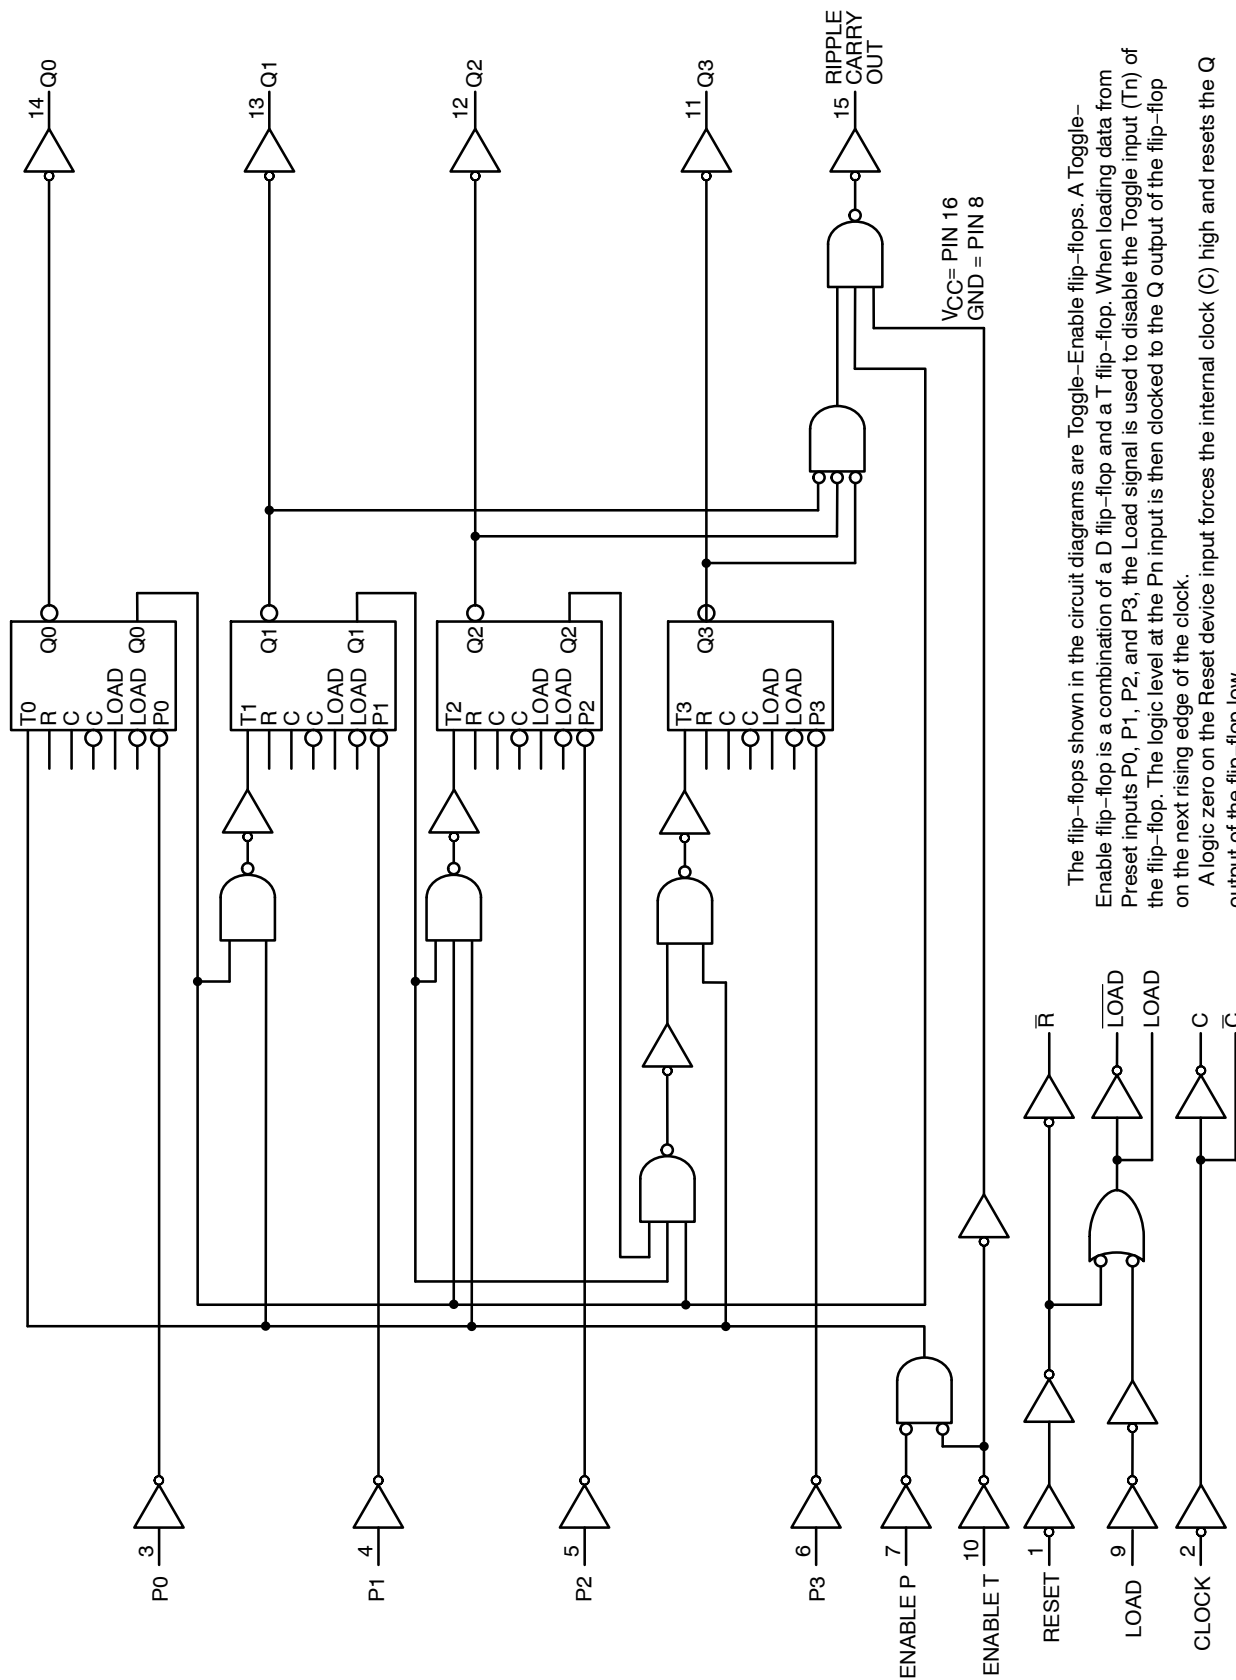 P0
3
P1
4
P2
5
P3
6
ENABLE P
7
ENABLE T
10
RESET
1
LOAD
9
CLOCK
2
T0
R
C
C
LOAD
LOAD
P0
Q0
Q0
T1
R
C
C
LOAD
LOAD
P1
Q1
Q1
T2
R
C
C
LOAD
LOAD
P2
Q2
Q2
T3
R
C
C
LOAD
LOAD
P3
Q3
14 Q0
13 Q1
12 Q2
11 Q3
15
RIPPLE
CARRY
OUT
VCC= PIN 16
GND = PIN 8
R̅
L̅O̅A̅D̅
LOAD
C
C̅
The flip−flops shown in the circuit diagrams are Toggle−Enable flip−flops. A Toggle−
Enable flip−flop is a combination of a D flip−flop and a T flip−flop. When loading data from
Preset inputs P0, P1, P2, and P3, the Load signal is used to disable the Toggle input (Tn) of
the flip−flop. The logic level at the Pn input is then clocked to the Q output of the flip−flop
on the next rising edge of the clock.
A logic zero on the Reset device input forces the internal clock (C) high and resets the Q
output of the flip−flop low.